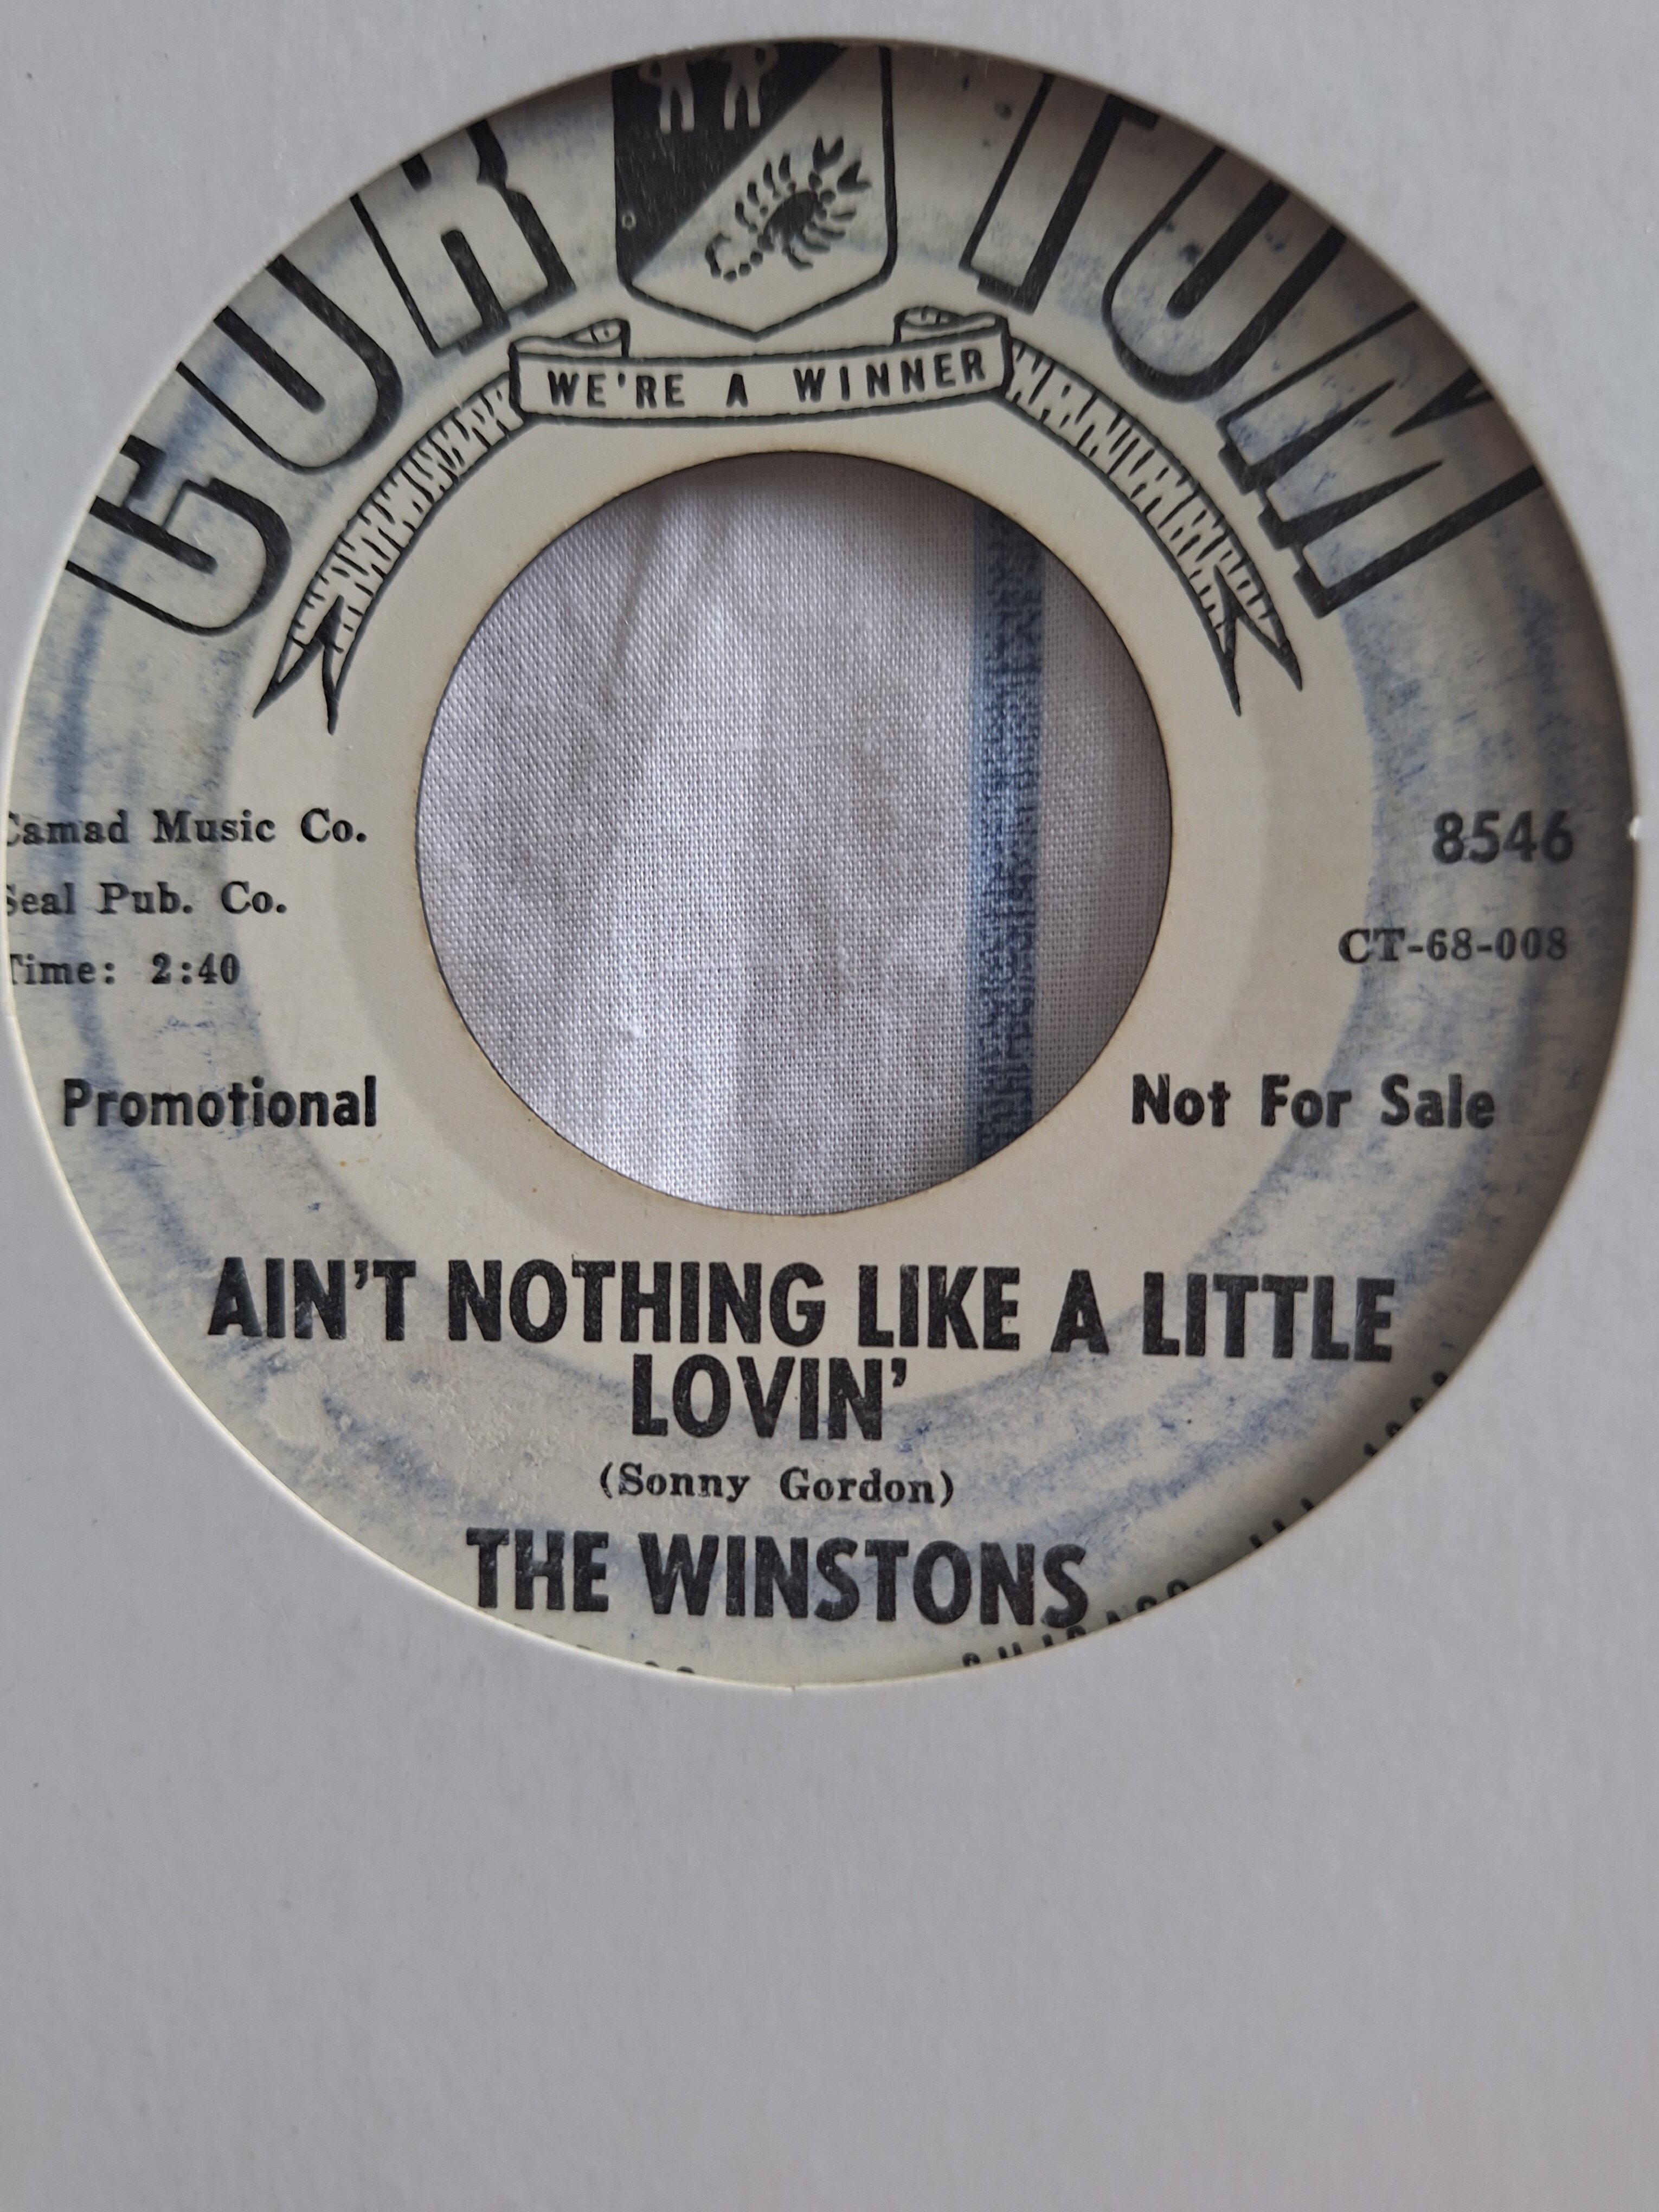 CURTOM
WE'RE A WINNER
Camad Music Co.
Seal Pub. Co.
Time: 2:40
8546
CT-68-008
Promotional
Not For Sale
AIN'T NOTHING LIKE A LITTLE
LOVIN'
(Sonny Gordon)
THE WINSTONS